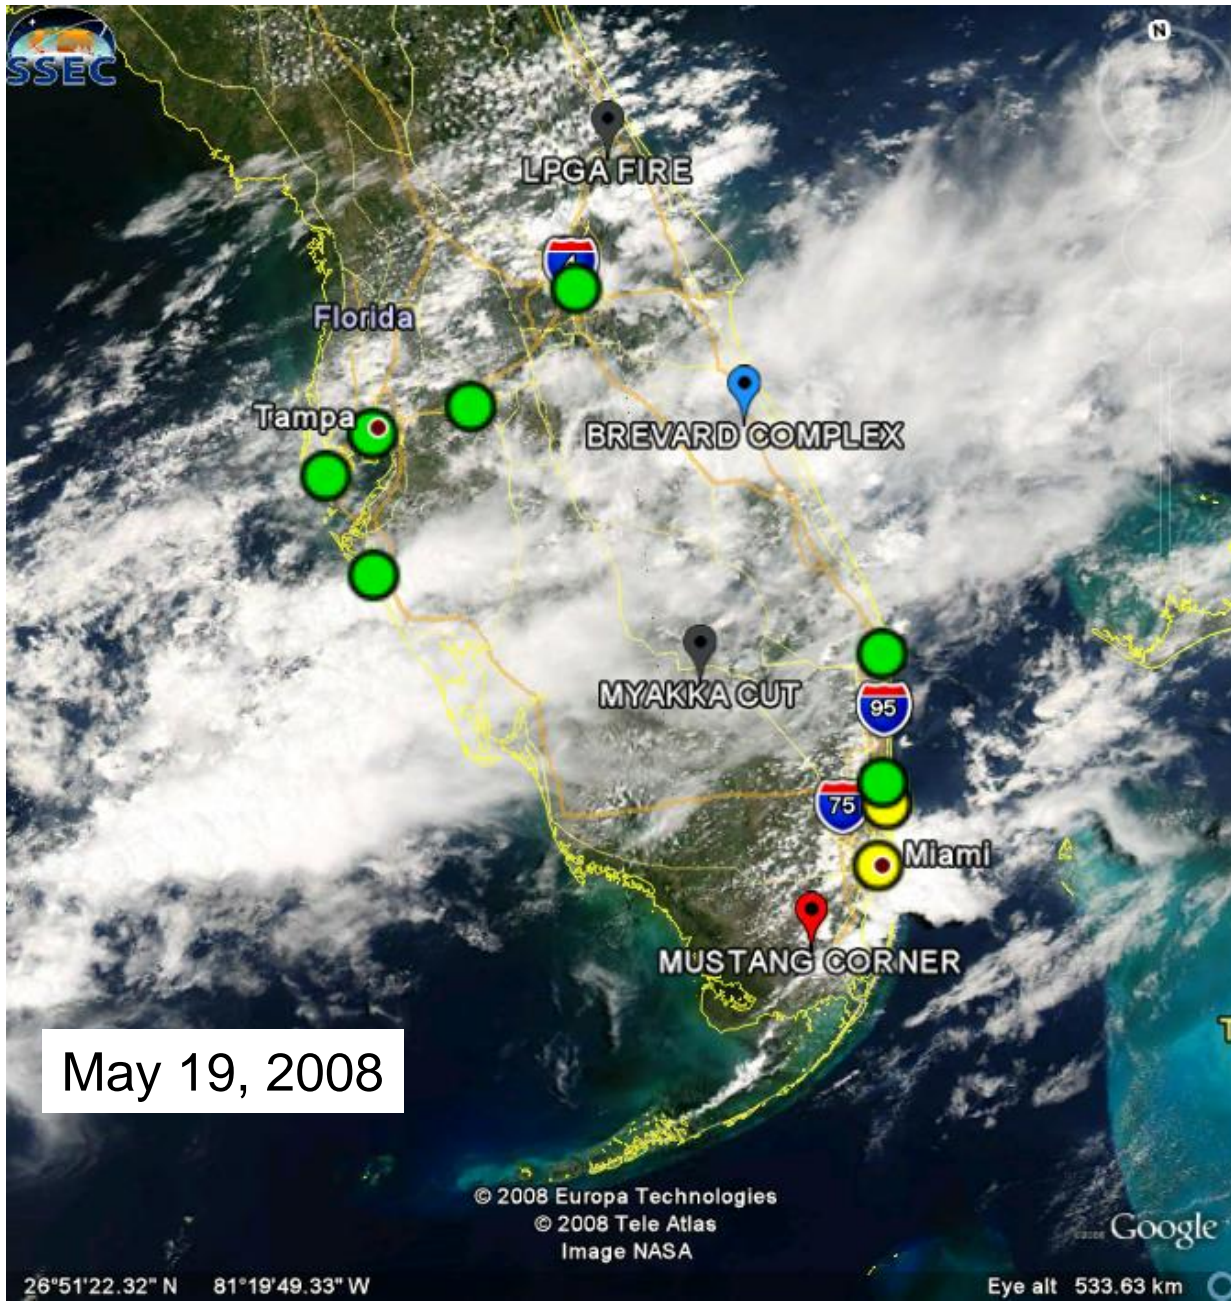 N
SSEC
LPGA FIRE
4
Florida
Tampa
BREVARD COMPLEX
MYAKKA CUT
95
75
Miami
MUSTANG CORNER
May 19, 2008
© 2008 Europa Technologies
© 2008 Tele Atlas
Image NASA
Google
26°51'22.32" N 81°19'49.33" W
Eye alt 533.63 km